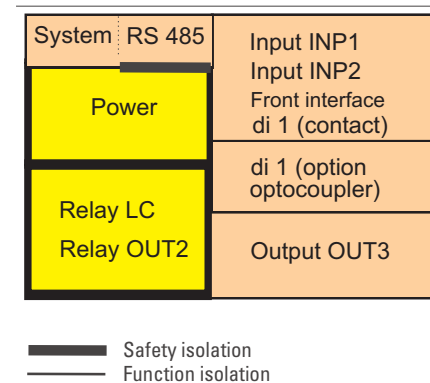 System RS 485
Power
Relay LC
Relay OUT2
Input INP1
Input INP2
Front interface
di 1 (contact)
di 1 (option
optocoupler)
Output OUT3
Safety isolation
Function isolation